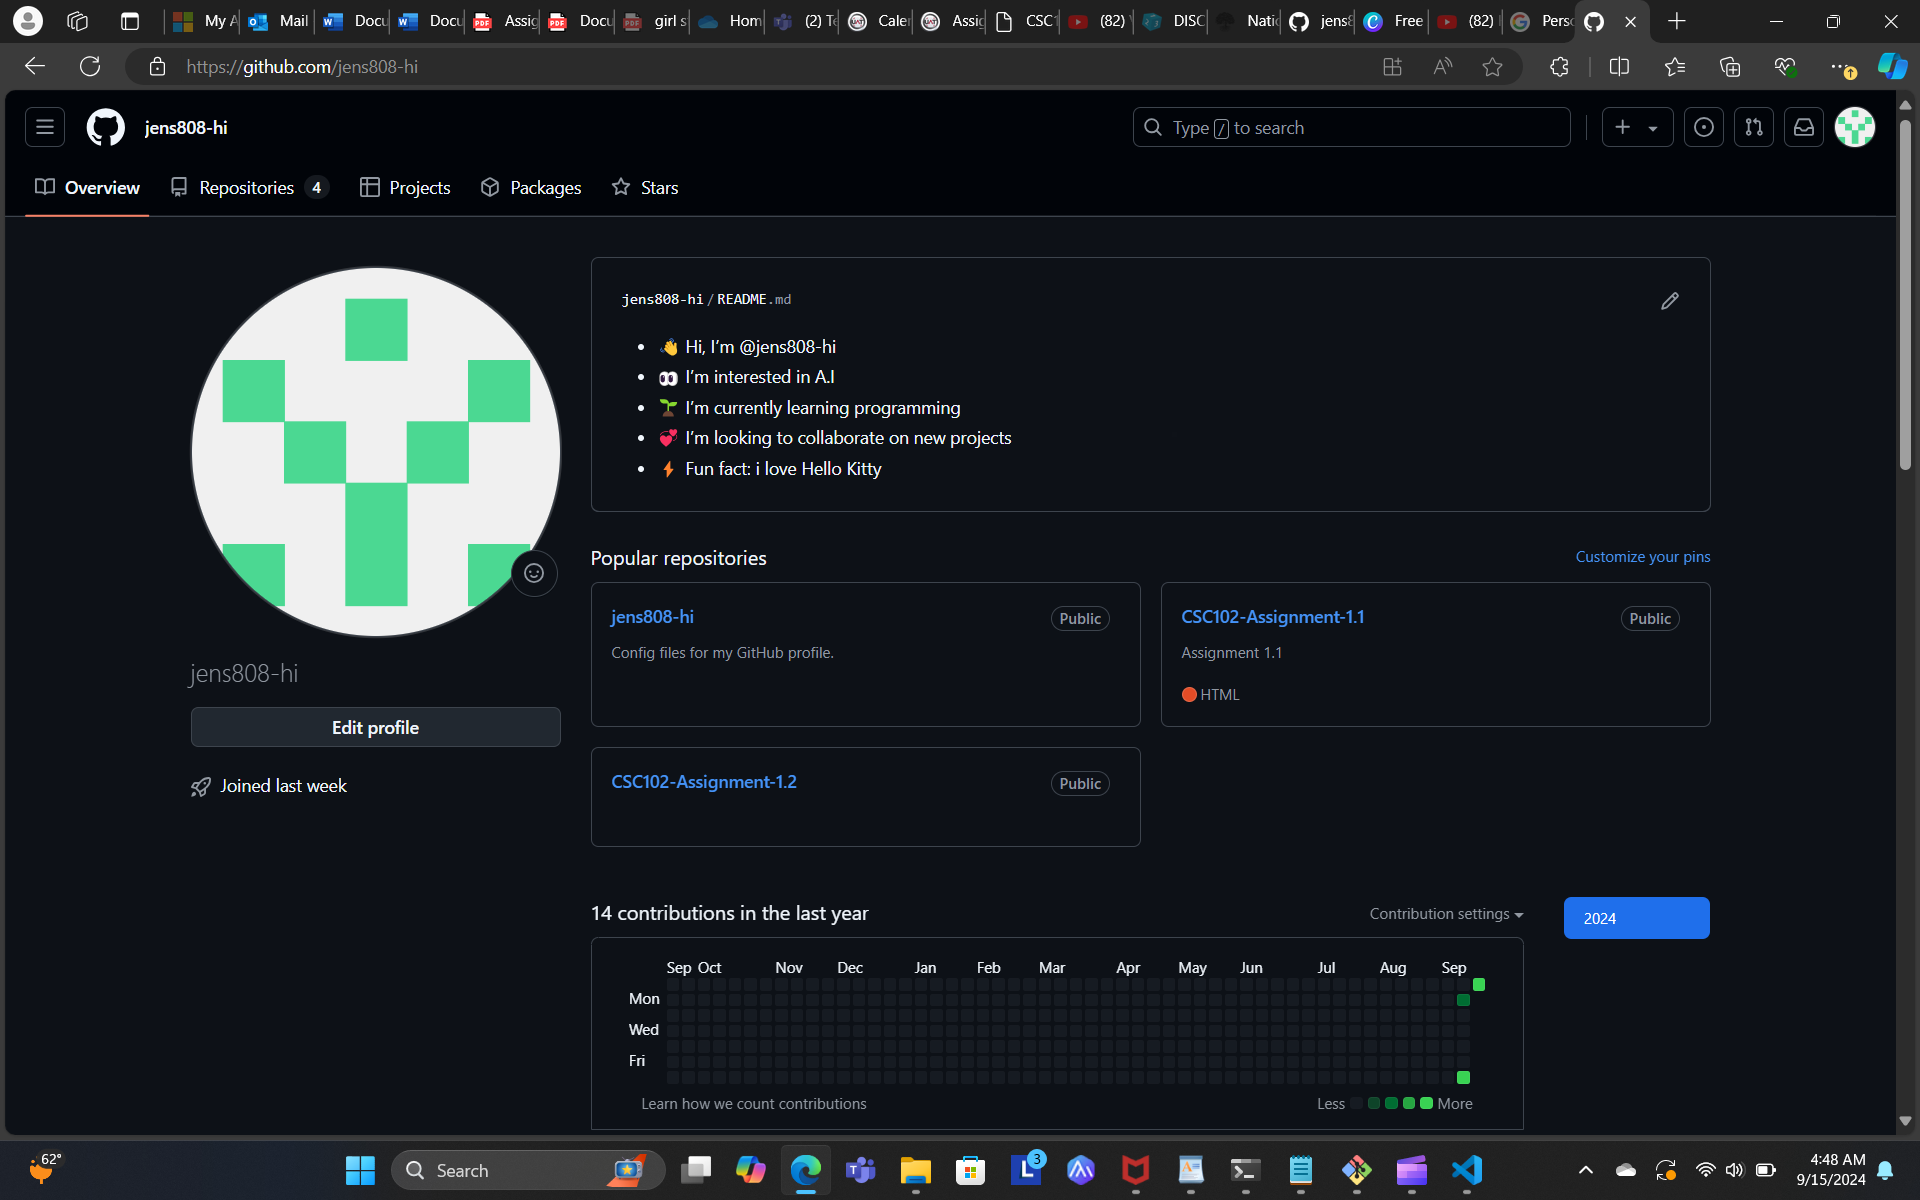 My A
Mail
Docu
Docu
Assig
Docu
girl s
Hom
(2) Te
Caler
Assig
CSC1
(82)
DISC
Natio
jens8
Free
(82)
Perso
https://github.com/jens808-hi
jens808-hi
Type / to search
Overview
Repositories 4
Projects
Packages
Stars
jens808-hi/README.md
👋 Hi, I’m @jens808-hi
👀 I’m interested in A.I
🌱 I’m currently learning programming
💞️ I’m looking to collaborate on new projects
⚡ Fun fact: i love Hello Kitty
jens808-hi
Edit profile
Joined last week
Popular repositories
Customize your pins
jens808-hi
Public
Config files for my GitHub profile.
CSC102-Assignment-1.1
Public
Assignment 1.1
HTML
CSC102-Assignment-1.2
Public
14 contributions in the last year
Contribution settings
2024
Sep Oct Nov Dec Jan Feb Mar Apr May Jun Jul Aug Sep
Mon
Wed
Fri
Learn how we count contributions
Less
More
62°
Search
3
4:48 AM
9/15/2024